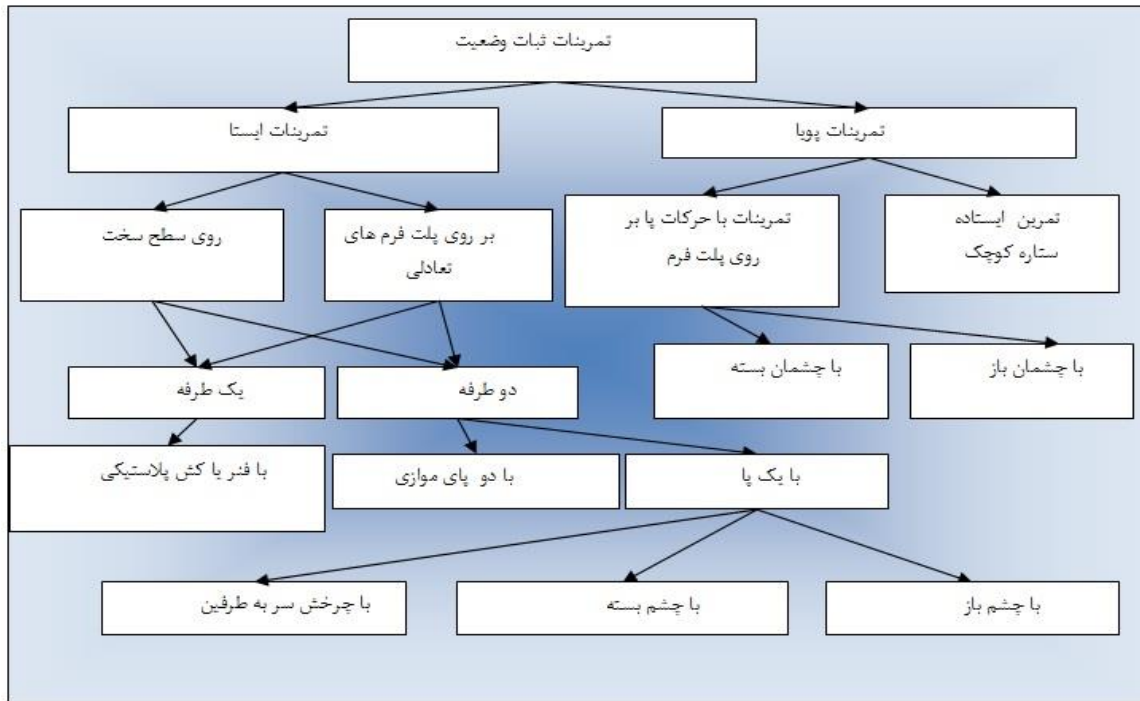 تمرینات ثبات وضعیت
تمرینات پویا
تمرینات ایستا
تمرین ایستاده
ستاره کوچک
تمرینات با حرکات پا بر
روی پلت فرم
بر روی پلت فرم های
تعادلی
روی سطح سخت
با چشمان باز
با چشمان بسته
دو طرفه
یک طرفه
با یک پا
با دو پای موازی
با فنر یا کش پلاستیکی
با چشم باز
با چشم بسته
با چرخش سر به طرفین